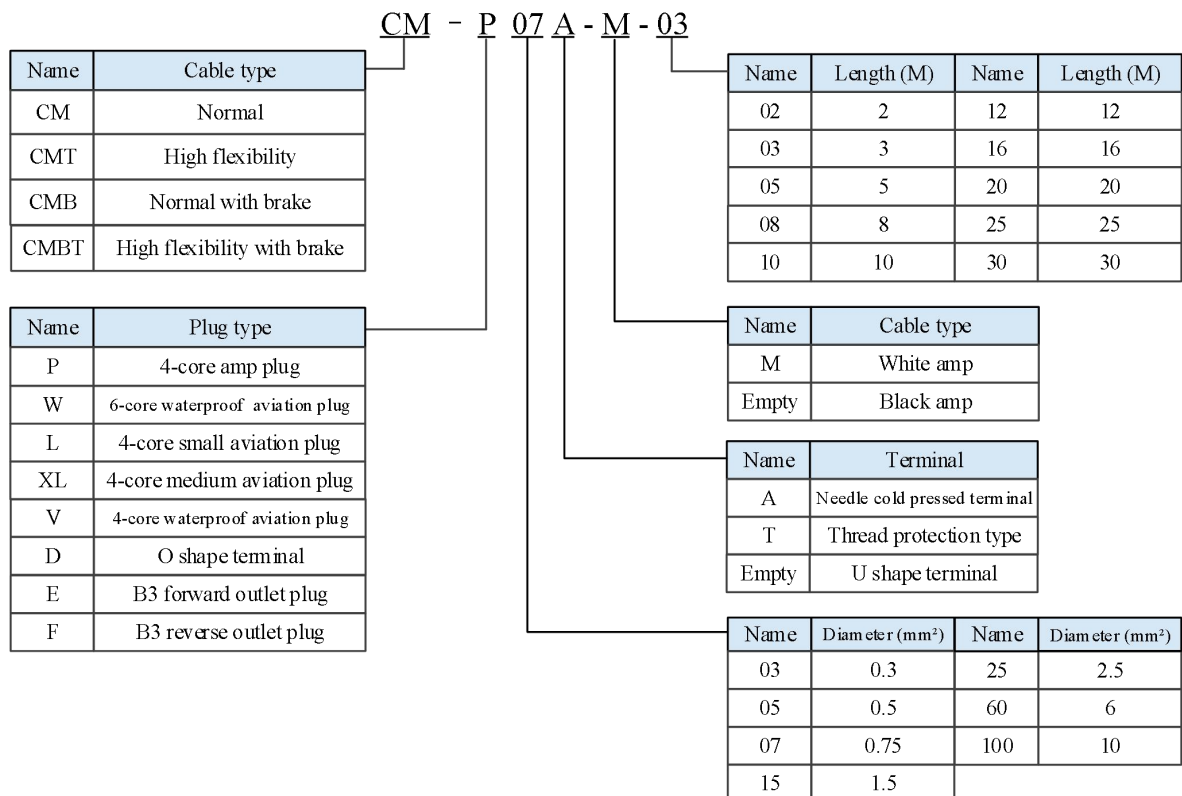 CM - P 07 A - M - 03
Name Cable type
CM Normal
CMT High flexibility
CMB Normal with brake
CMBT High flexibility with brake
Name Plug type
P 4-core amp plug
W 6-core waterproof aviation plug
L 4-core small aviation plug
XL 4-core medium aviation plug
V 4-core waterproof aviation plug
D O shape terminal
E B3 forward outlet plug
F B3 reverse outlet plug
Name Length (M) Name Length (M)
02 2 12 12
03 3 16 16
05 5 20 20
08 8 25 25
10 10 30 30
Name Cable type
M White amp
Empty Black amp
Name Terminal
A Needle cold pressed terminal
T Thread protection type
Empty U shape terminal
Name Diameter (mm²) Name Diameter (mm²)
03 0.3 25 2.5
05 0.5 60 6
07 0.75 100 10
15 1.5